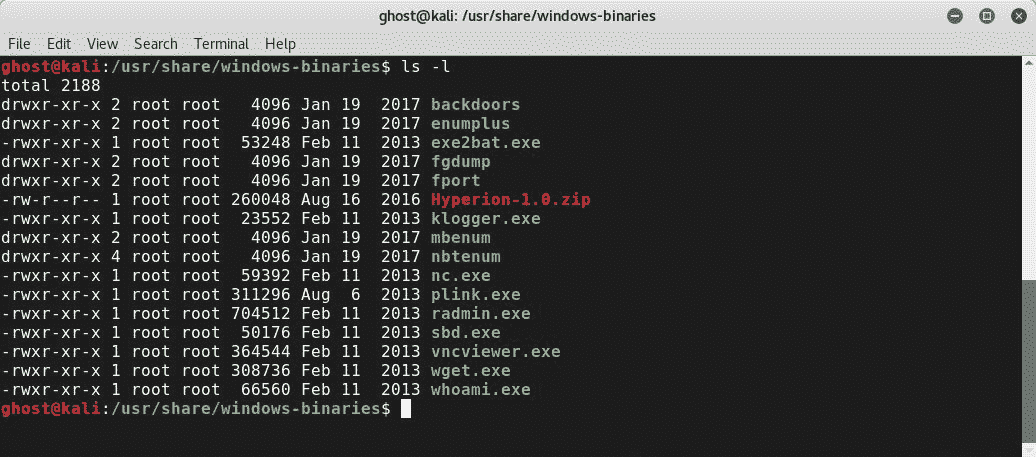 ghost@kali: /usr/share/windows-binaries
File Edit View Search Terminal Help
ghost@kali:/usr/share/windows-binaries$ ls -l
total 2188
drwxr-xr-x 2 root root   4096 Jan 19  2017 backdoors
drwxr-xr-x 2 root root   4096 Jan 19  2017 enumplus
-rwxr-xr-x 1 root root  53248 Feb 11  2013 exe2bat.exe
drwxr-xr-x 2 root root   4096 Jan 19  2017 fgdump
drwxr-xr-x 2 root root   4096 Jan 19  2017 fport
-rw-r--r-- 1 root root 260048 Aug 16  2016 Hyperion-1.0.zip
-rwxr-xr-x 1 root root  23552 Feb 11  2013 klogger.exe
drwxr-xr-x 2 root root   4096 Jan 19  2017 mbenum
drwxr-xr-x 4 root root   4096 Jan 19  2017 nbtenum
-rwxr-xr-x 1 root root  59392 Feb 11  2013 nc.exe
-rwxr-xr-x 1 root root 311296 Aug  6  2013 plink.exe
-rwxr-xr-x 1 root root 704512 Feb 11  2013 radmin.exe
-rwxr-xr-x 1 root root  50176 Feb 11  2013 sbd.exe
-rwxr-xr-x 1 root root 364544 Feb 11  2013 vncviewer.exe
-rwxr-xr-x 1 root root 308736 Feb 11  2013 wget.exe
-rwxr-xr-x 1 root root  66560 Feb 11  2013 whoami.exe
ghost@kali:/usr/share/windows-binaries$